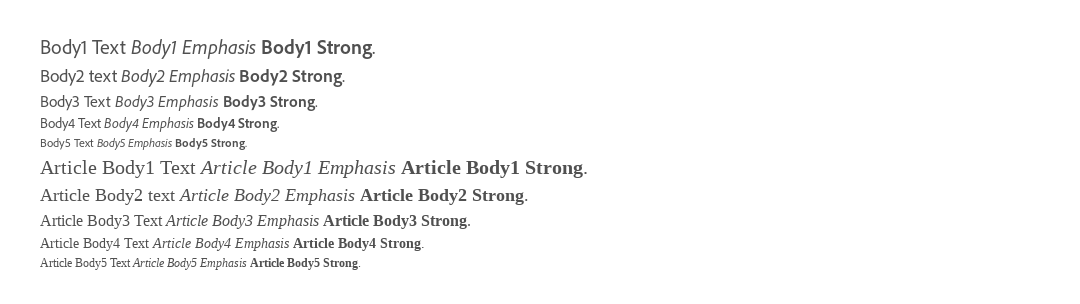 Body1 Text Body1 Emphasis Body1 Strong.
Body2 text Body2 Emphasis Body2 Strong.
Body3 Text Body3 Emphasis Body3 Strong.
Body4 Text Body4 Emphasis Body4 Strong.
Body5 Text Body5 Emphasis Body5 Strong.
Article Body1 Text Article Body1 Emphasis Article Body1 Strong.
Article Body2 text Article Body2 Emphasis Article Body2 Strong.
Article Body3 Text Article Body3 Emphasis Article Body3 Strong.
Article Body4 Text Article Body4 Emphasis Article Body4 Strong.
Article Body5 Text Article Body5 Emphasis Article Body5 Strong.